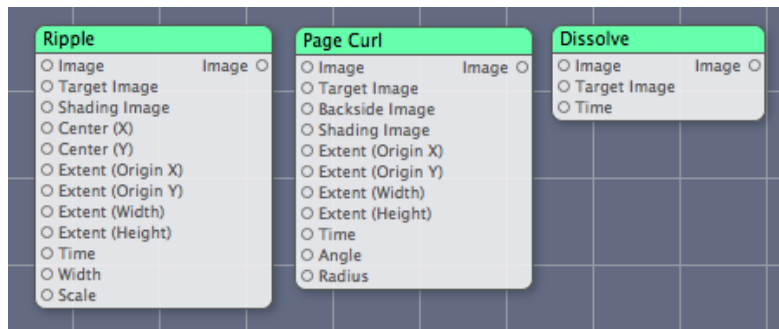 Ripple
Image Image
Target Image
Shading Image
Center (X)
Center (Y)
Extent (Origin X)
Extent (Origin Y)
Extent (Width)
Extent (Height)
Time
Width
Scale
Page Curl
Image Image
Target Image
Backside Image
Shading Image
Extent (Origin X)
Extent (Origin Y)
Extent (Width)
Extent (Height)
Time
Angle
Radius
Dissolve
Image Image
Target Image
Time